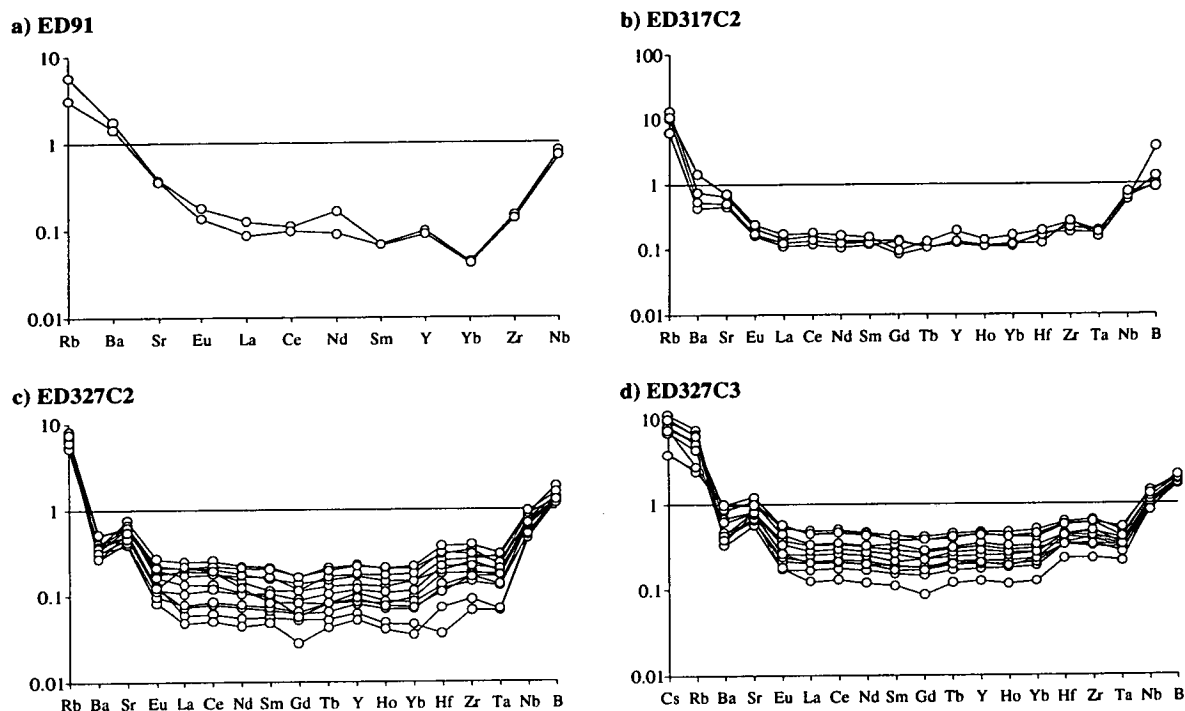 a) ED91
10
1
0.1
0.01
Rb Ba Sr Eu La Ce Nd Sm Y Yb Zr Nb
b) ED317C2
100
10
1
0.1
0.01
Rb Ba Sr Eu La Ce Nd Sm Gd Tb Y Ho Yb Hf Zr Ta Nb B
c) ED327C2
10
1
0.1
0.01
Rb Ba Sr Eu La Ce Nd Sm Gd Tb Y Ho Yb Hf Zr Ta Nb B
d) ED327C3
10
1
0.1
0.01
Cs Rb Ba Sr Eu La Ce Nd Sm Gd Tb Y Ho Yb Hf Zr Ta Nb B